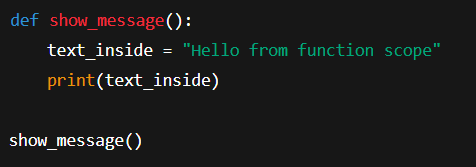 def show_message():
    text_inside = "Hello from function scope"
    print(text_inside)

show_message()